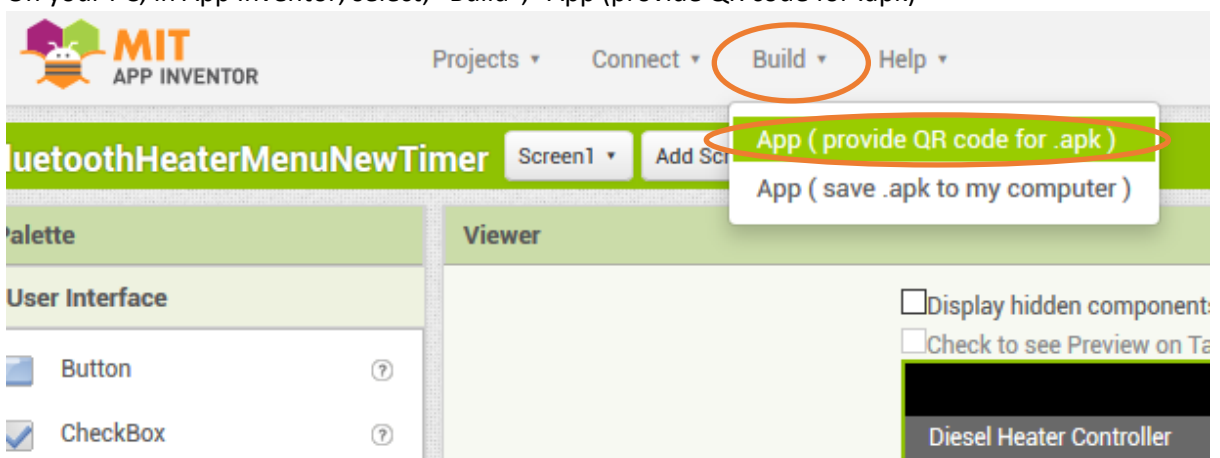 MIT
APP INVENTOR
Projects Connect Build Help
luetoothHeaterMenuNewTimer Screen1 Add Scr
App ( provide QR code for .apk )
App ( save .apk to my computer )
alette Viewer
User Interface
Display hidden components
Check to see Preview on Ta
Button ?
CheckBox ?
Diesel Heater Controller